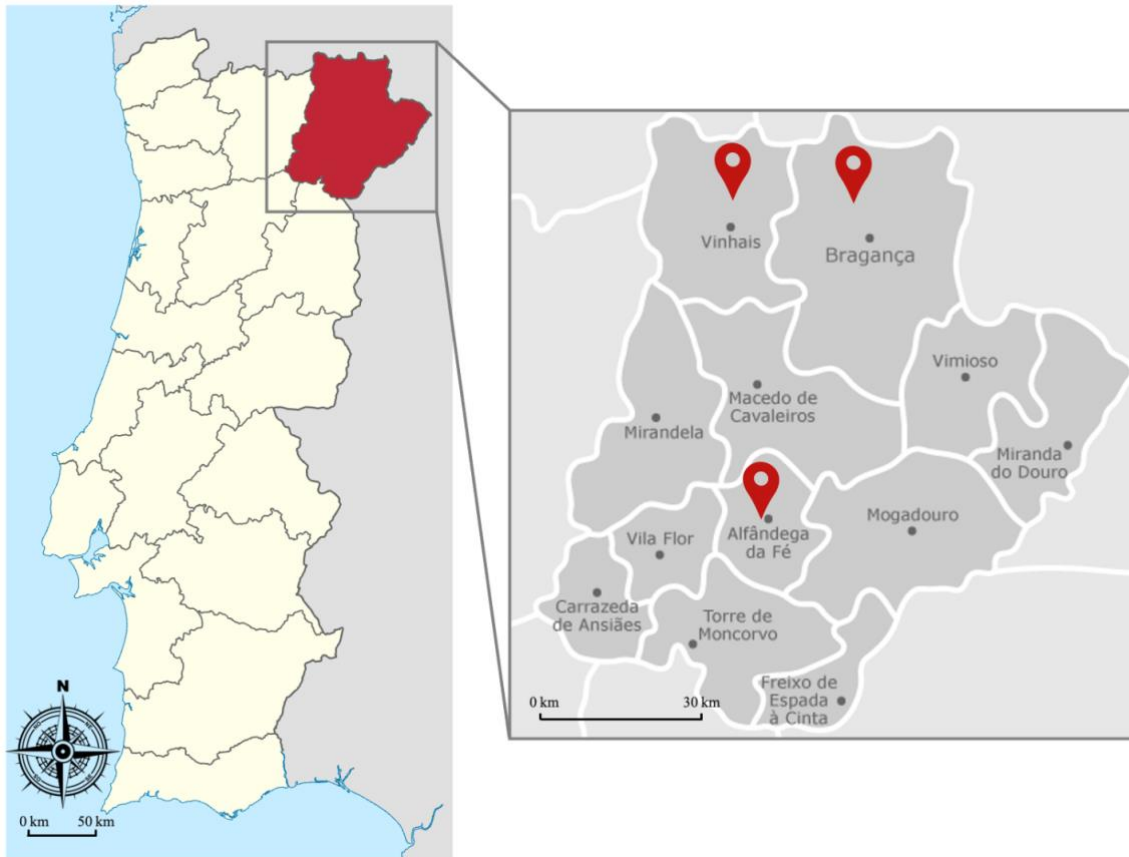 N
0 km 50 km
Vinhais
Bragança
Vimioso
Macedo de
Cavaleiros
Mirandela
Miranda
do Douro
Mogadouro
Vila Flor
Alfândega
da Fé
Carrazeda
de Ansiães
Torre de
Moncorvo
Freixo de
Espada
à Cinta
0 km 30 km